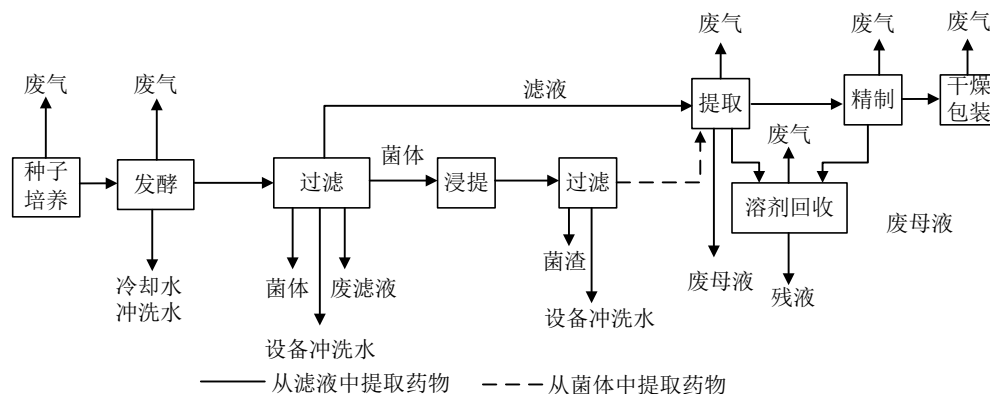 废气
废气
废气
废气
废气
滤液
提取
精制
干燥
包装
废气
种子
培养
发酵
过滤
菌体
浸提
过滤
溶剂回收
废母液
冷却水
冲洗水
菌体
废滤液
菌渣
废母液
残液
设备冲洗水
设备冲洗水
从滤液中提取药物
从菌体中提取药物